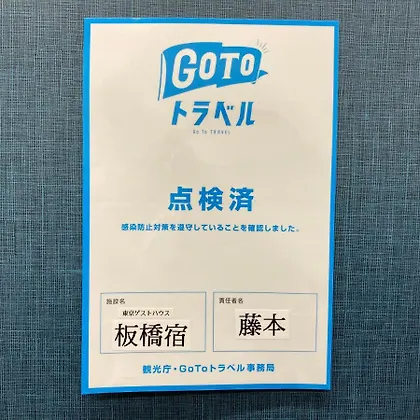 GOTO
トラベル
Go To TRAVEL
点検済
感染防止対策を遵守していることを確認しました。
施設名
東京ゲストハウス
板橋宿
責任者名
藤本
観光庁・GoToトラベル事務局